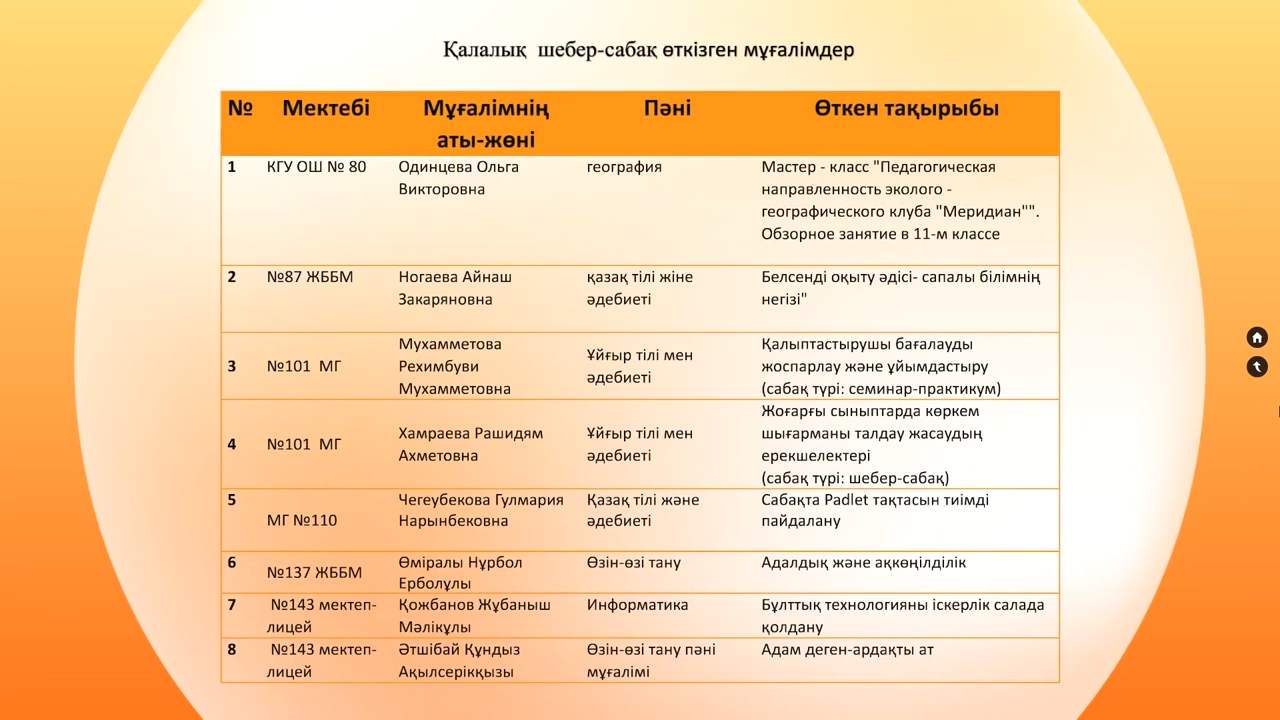 Қалалық шебер-сабақ өткізген мұғалімдер
№ Мектебі Мұғалімнің аты-жөні Пәні Өткен тақырыбы
1 КГУ ОШ № 80 Одинцева Ольга Викторовна география Мастер - класс "Педагогическая направленность эколого - географического клуба "Меридиан"". Обзорное занятие в 11-м классе
2 №87 ЖББМ Ногаева Айнаш Закаряновна қазақ тілі жіне әдебиеті Белсенді оқыту әдісі- сапалы білімнің негізі"
3 №101 МГ Мухамметова Рехимбуви Мухамметовна Ұйғыр тілі мен әдебиеті Қалыптастырушы бағалауды жоспарлау және ұйымдастыру (сабақ түрі: семинар-практикум)
4 №101 МГ Хамраева Рашидям Ахметовна Ұйғыр тілі мен әдебиеті Жоғарғы сыныптарда көркем шығарманы талдау жасаудың ерекшелектері (сабақ түрі: шебер-сабақ)
5 МГ №110 Чегеубекова Гулмария Нарынбековна Қазақ тілі және әдебиеті Сабақта Padlet тақтасын тиімді пайдалану
6 №137 ЖББМ Өміралы Нұрбол Ерболұлы Өзін-өзі тану Адалдық және ақкөңілділік
7 №143 мектеп-лицей Қожбанов Жұбаныш Мәлікұлы Информатика Бұлттық технологияны іскерлік салада қолдану
8 №143 мектеп-лицей Әтшібай Құндыз Ақылсерікқызы Өзін-өзі тану пәні мұғалімі Адам деген-ардақты ат